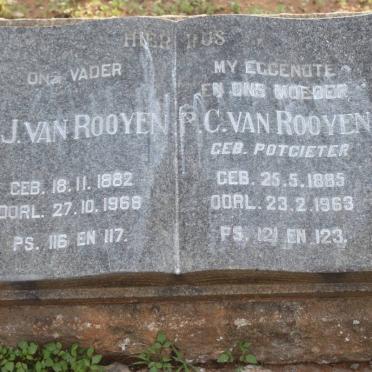 HIER RUS
ONS VADER
J. VAN ROOYEN
GEB. 18.11.1882
OORL. 27.10.1968
PS. 116 EN 117.
MY EGGENOTE
EN ONS MOEDER
P. C. VAN ROOYEN
GEB. POTGIETER
GEB. 25.5.1885
OORL. 23.2.1963
PS. 121 EN 123.